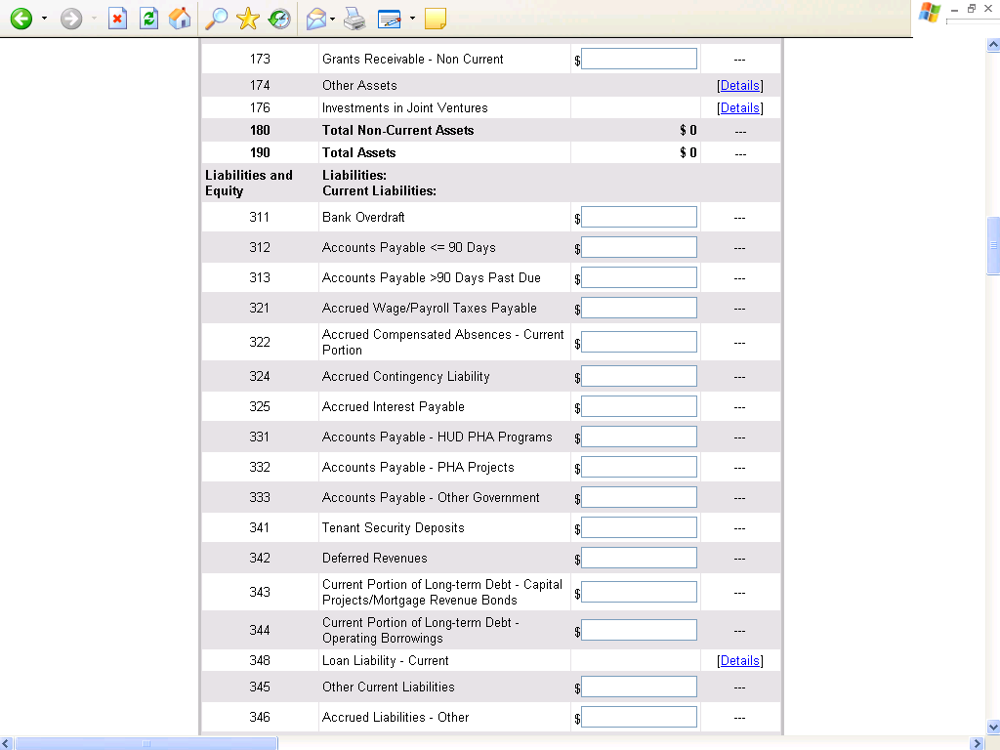 173 Grants Receivable - Non Current $ ---
174 Other Assets [Details]
176 Investments in Joint Ventures [Details]
180 Total Non-Current Assets $ 0 ---
190 Total Assets $ 0 ---
Liabilities and Liabilities:
Equity Current Liabilities:
311 Bank Overdraft $ ---
312 Accounts Payable <= 90 Days $ ---
313 Accounts Payable >90 Days Past Due $ ---
321 Accrued Wage/Payroll Taxes Payable $ ---
322 Accrued Compensated Absences - Current
Portion $ ---
324 Accrued Contingency Liability $ ---
325 Accrued Interest Payable $ ---
331 Accounts Payable - HUD PHA Programs $ ---
332 Accounts Payable - PHA Projects $ ---
333 Accounts Payable - Other Government $ ---
341 Tenant Security Deposits $ ---
342 Deferred Revenues $ ---
343 Current Portion of Long-term Debt - Capital
Projects/Mortgage Revenue Bonds $ ---
344 Current Portion of Long-term Debt -
Operating Borrowings $ ---
348 Loan Liability - Current [Details]
345 Other Current Liabilities $ ---
346 Accrued Liabilities - Other $ ---